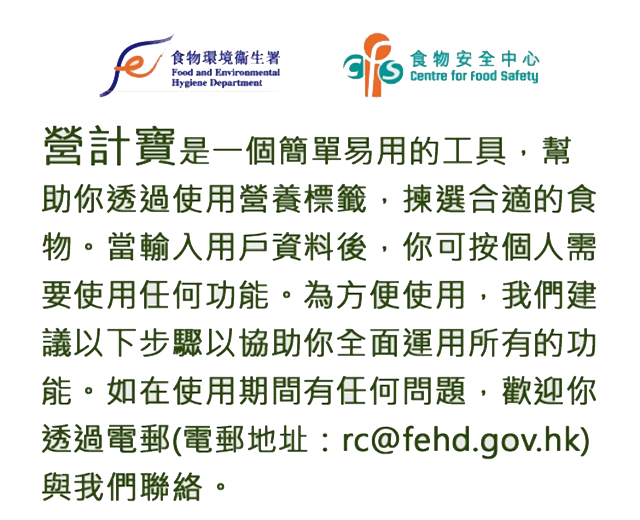 食物環境衞生署
Food and Environmental
Hygiene Department
食物安全中心
Centre for Food Safety
營計寶是一個簡單易用的工具，幫
助你透過使用營養標籤，揀選合適的食
物。當輸入用戶資料後，你可按個人需
要使用任何功能。為方便使用，我們建
議以下步驟以協助你全面運用所有的功
能。如在使用期間有任何問題，歡迎你
透過電郵(電郵地址：rc@fehd.gov.hk)
與我們聯絡。